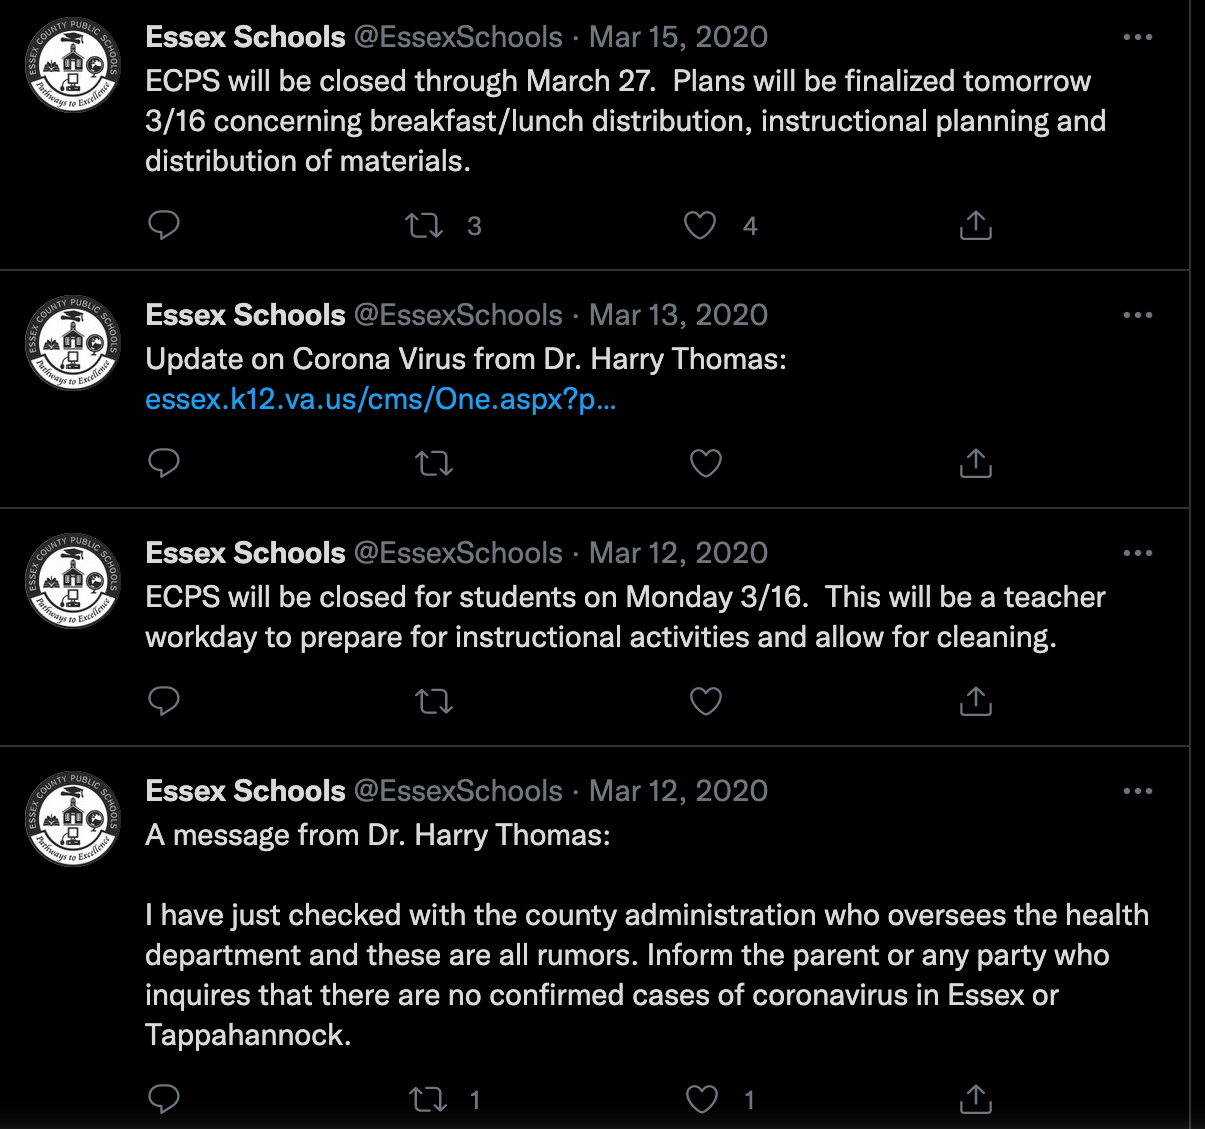 Essex Schools @EssexSchools · Mar 15, 2020
ECPS will be closed through March 27.  Plans will be finalized tomorrow
3/16 concerning breakfast/lunch distribution, instructional planning and
distribution of materials.
3 4
ESSEX COUNTY PUBLIC SCHOOLS
Pathways to Excellence
Essex Schools @EssexSchools · Mar 13, 2020
Update on Corona Virus from Dr. Harry Thomas:
essex.k12.va.us/cms/One.aspx?p...
ESSEX COUNTY PUBLIC SCHOOLS
Pathways to Excellence
Essex Schools @EssexSchools · Mar 12, 2020
ECPS will be closed for students on Monday 3/16.  This will be a teacher
workday to prepare for instructional activities and allow for cleaning.
ESSEX COUNTY PUBLIC SCHOOLS
Pathways to Excellence
Essex Schools @EssexSchools · Mar 12, 2020
A message from Dr. Harry Thomas:
I have just checked with the county administration who oversees the health
department and these are all rumors. Inform the parent or any party who
inquires that there are no confirmed cases of coronavirus in Essex or
Tappahannock.
1 1
ESSEX COUNTY PUBLIC SCHOOLS
Pathways to Excellence